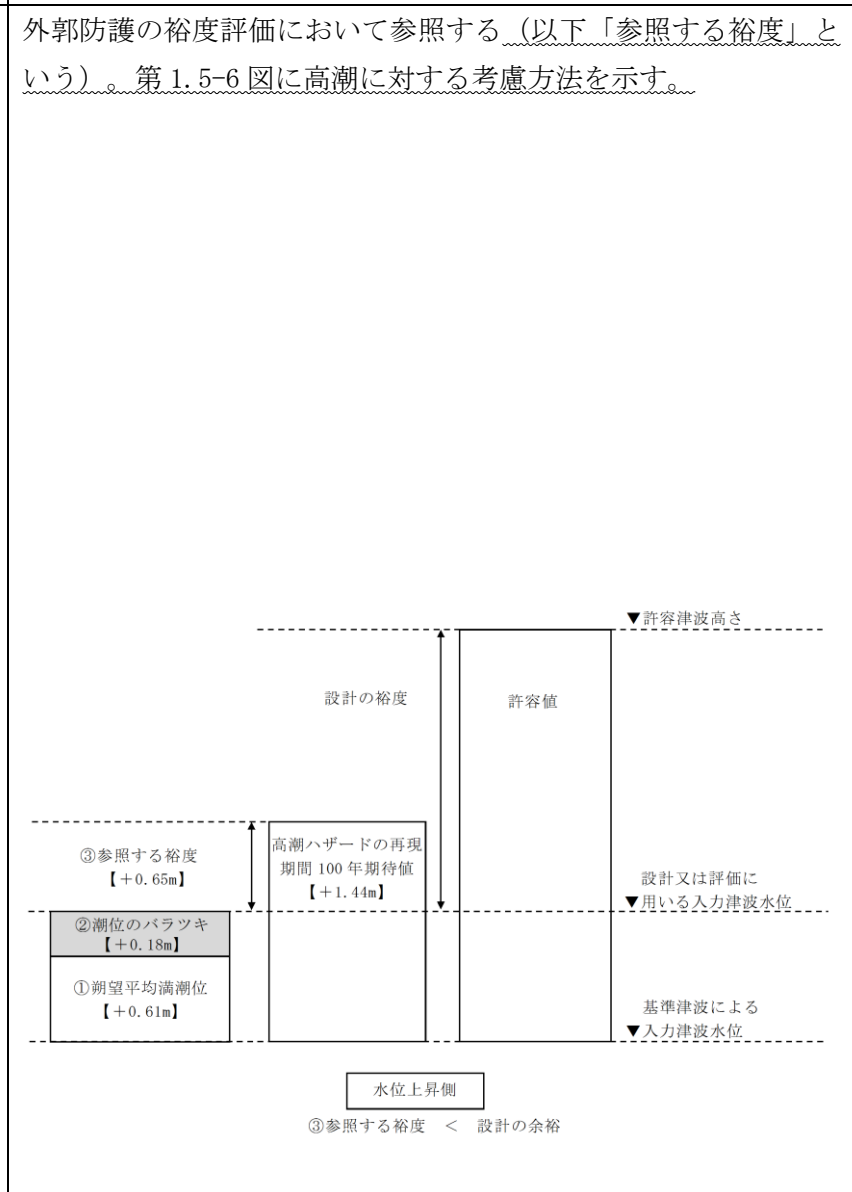 外郭防護の裕度評価において参照する（以下「参照する裕度」と
いう）。第 1.5-6 図に高潮に対する考慮方法を示す。
▼許容津波高さ
設計の裕度
許容値
③参照する裕度
【＋0.65m】
高潮ハザードの再現
期間 100 年期待値
【＋1.44m】
設計又は評価に
▼用いる入力津波水位
②潮位のバラツキ
【＋0.18m】
①朔望平均満潮位
【＋0.61m】
基準津波による
▼入力津波水位
水位上昇側
③参照する裕度 ＜ 設計の余裕